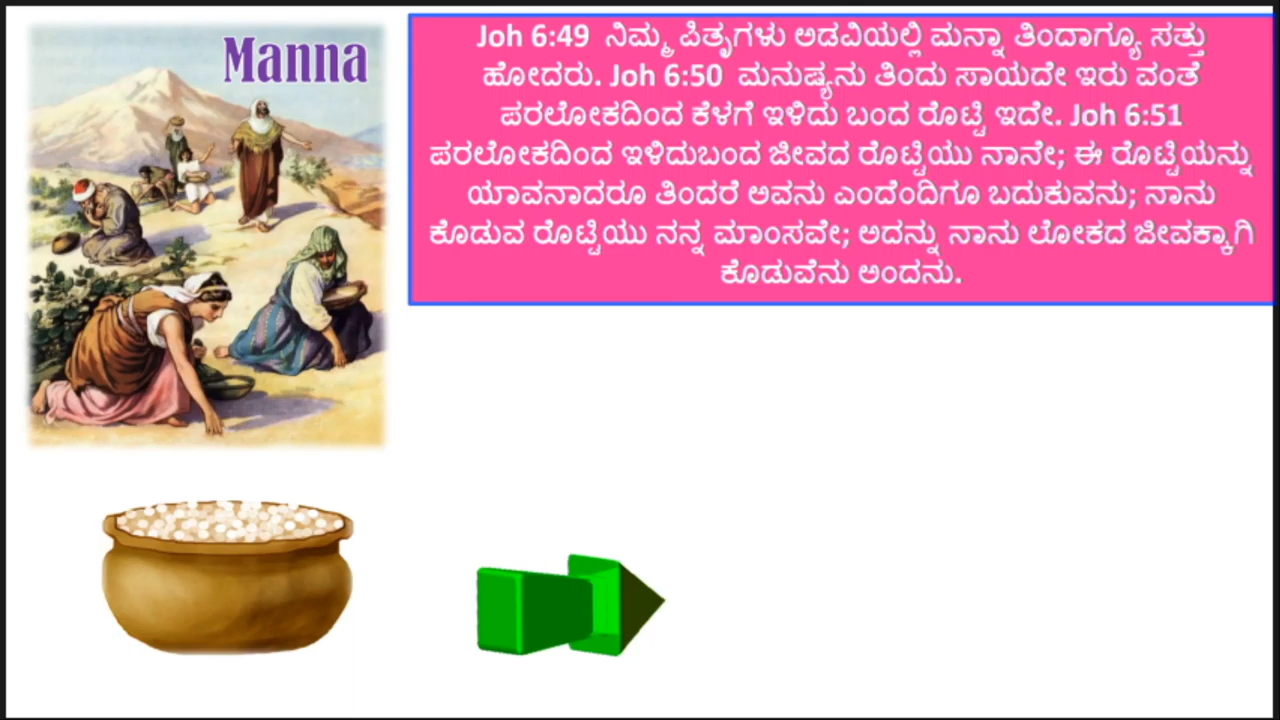 Manna
Joh 6:49 ನಿಮ್ಮ ಪಿತೃಗಳು ಅಡವಿಯಲ್ಲಿ ಮನ್ನಾ ತಿಂದಾಗ್ಯೂ ಸತ್ತು
ಹೋದರು. Joh 6:50 ಮನುಷ್ಯನು ತಿಂದು ಸಾಯದೇ ಇರು ವಂತೆ
ಪರಲೋಕದಿಂದ ಕೆಳಗೆ ಇಳಿದು ಬಂದ ರೊಟ್ಟಿ ಇದೇ. Joh 6:51
ಪರಲೋಕದಿಂದ ಇಳಿದುಬಂದ ಜೀವದ ರೊಟ್ಟಿಯು ನಾನೇ; ಈ ರೊಟ್ಟಿಯನ್ನು
ಯಾವನಾದರೂ ತಿಂದರೆ ಅವನು ಎಂದೆಂದಿಗೂ ಬದುಕುವನು; ನಾನು
ಕೊಡುವ ರೊಟ್ಟಿಯು ನನ್ನ ಮಾಂಸವೇ; ಅದನ್ನು ನಾನು ಲೋಕದ ಜೀವಕ್ಕಾಗಿ
ಕೊಡುವೆನು ಅಂದನು.